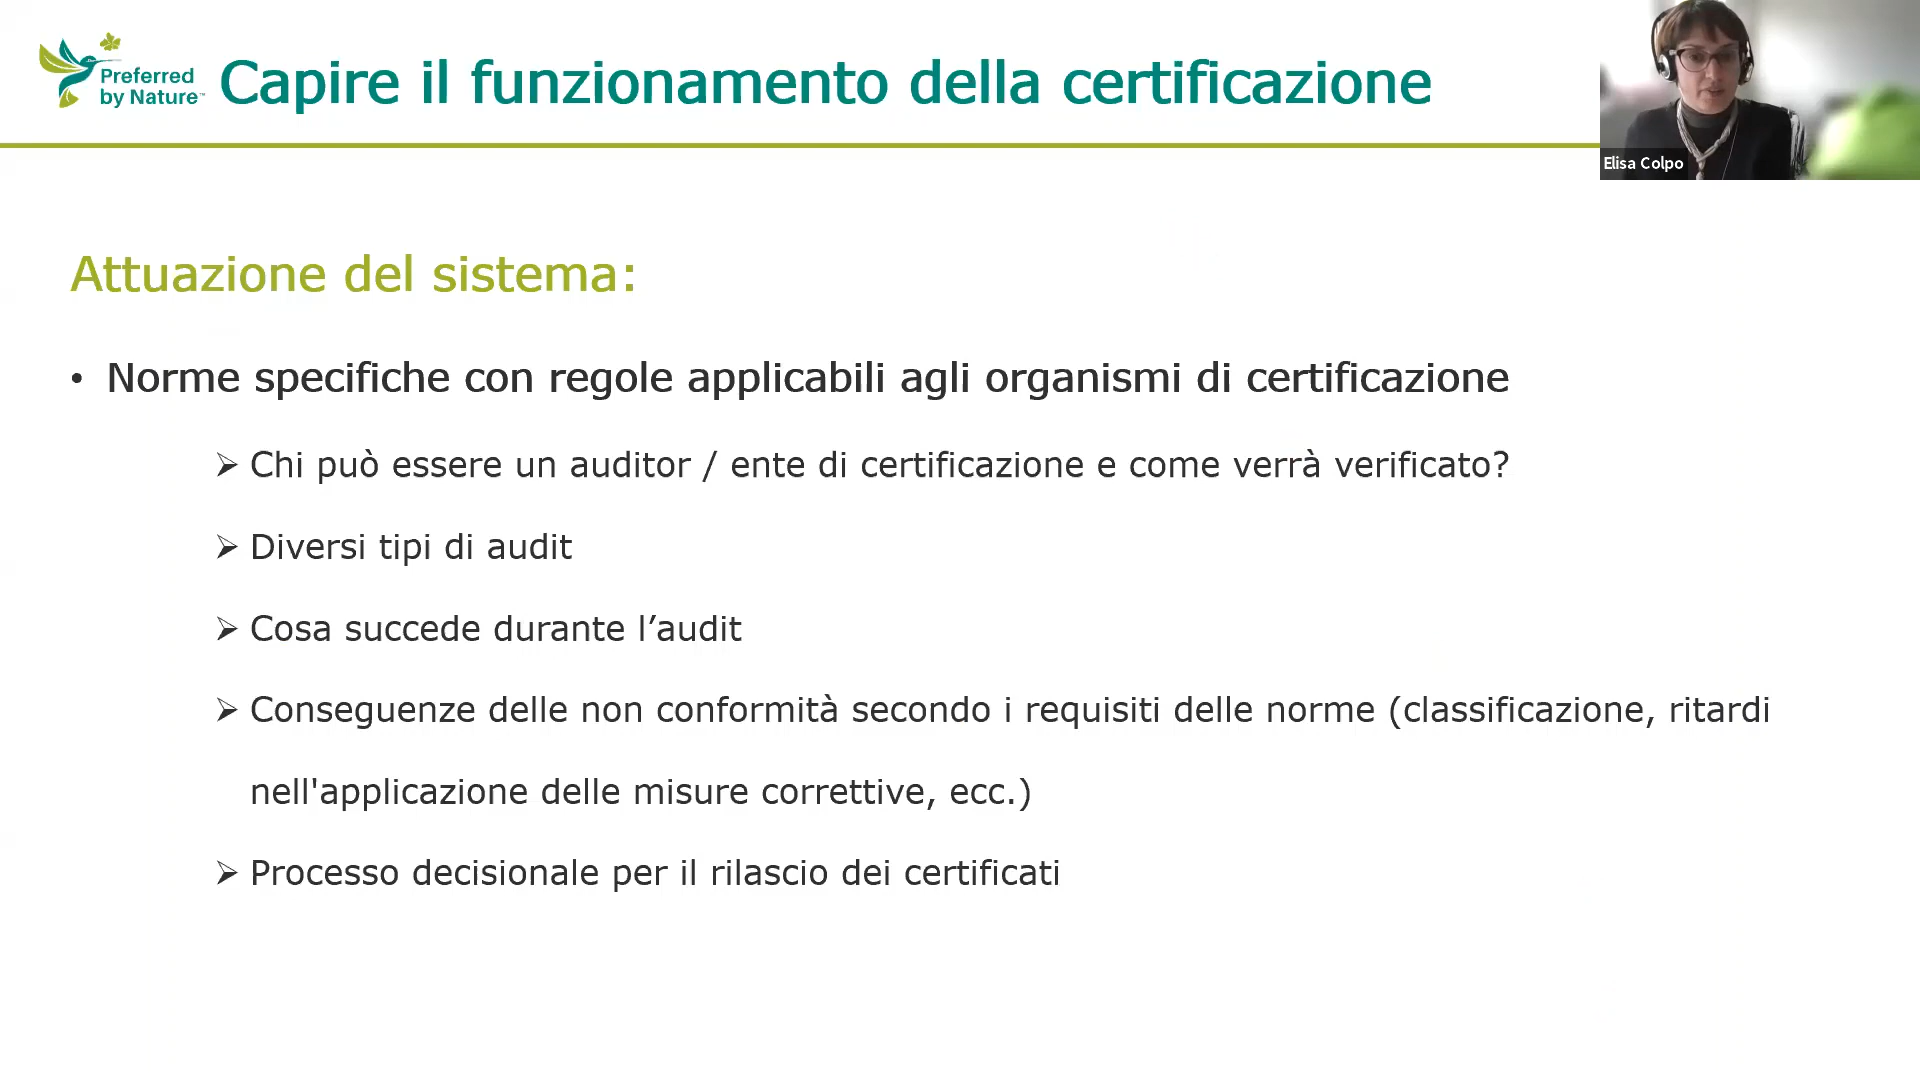 Preferred
by Nature™
Capire il funzionamento della certificazione
Elisa Colpo
Attuazione del sistema:
• Norme specifiche con regole applicabili agli organismi di certificazione
➢ Chi può essere un auditor / ente di certificazione e come verrà verificato?
➢ Diversi tipi di audit
➢ Cosa succede durante l’audit
➢ Conseguenze delle non conformità secondo i requisiti delle norme (classificazione, ritardi
nell'applicazione delle misure correttive, ecc.)
➢ Processo decisionale per il rilascio dei certificati